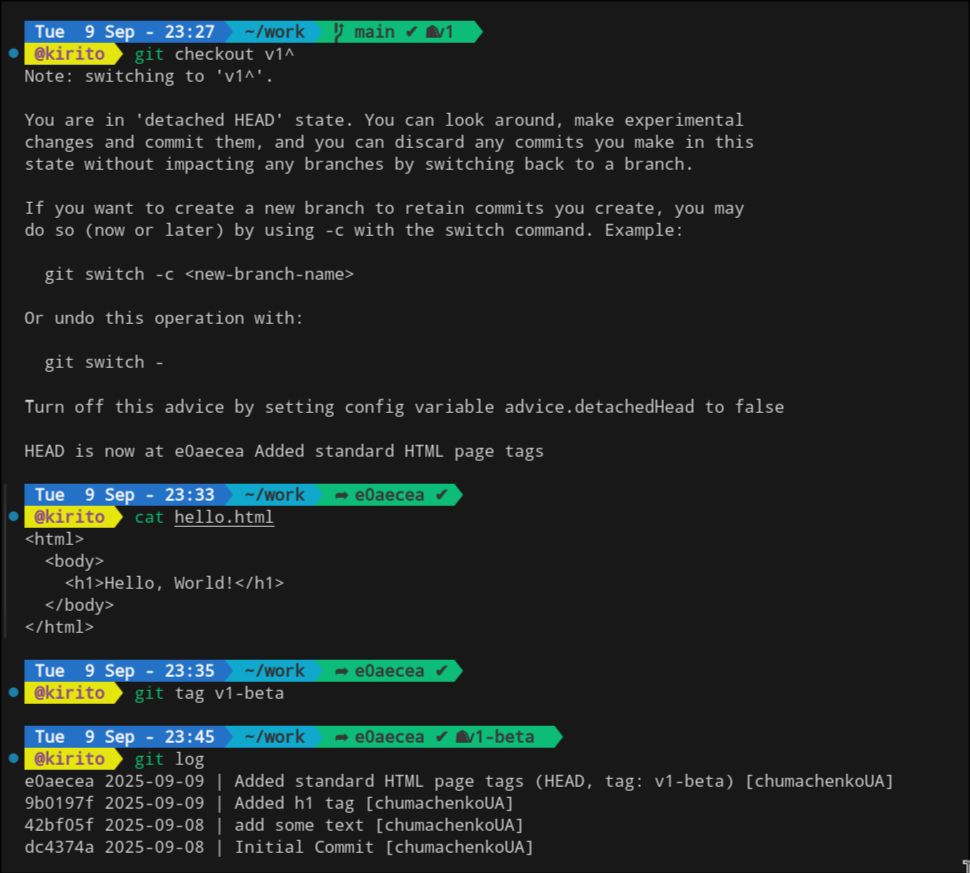 Tue  9 Sep - 23:27 ~/work main ✔ v1
@kirito git checkout v1^
Note: switching to 'v1^'.
You are in 'detached HEAD' state. You can look around, make experimental
changes and commit them, and you can discard any commits you make in this
state without impacting any branches by switching back to a branch.
If you want to create a new branch to retain commits you create, you may
do so (now or later) by using -c with the switch command. Example:
  git switch -c <new-branch-name>
Or undo this operation with:
  git switch -
Turn off this advice by setting config variable advice.detachedHead to false
HEAD is now at e0aecea Added standard HTML page tags
Tue  9 Sep - 23:33 ~/work ➦ e0aecea ✔
@kirito cat hello.html
<html>
  <body>
    <h1>Hello, World!</h1>
  </body>
</html>
Tue  9 Sep - 23:35 ~/work ➦ e0aecea ✔
@kirito git tag v1-beta
Tue  9 Sep - 23:45 ~/work ➦ e0aecea ✔ v1-beta
@kirito git log
e0aecea 2025-09-09 | Added standard HTML page tags (HEAD, tag: v1-beta) [chumachenkoUA]
9b0197f 2025-09-09 | Added h1 tag [chumachenkoUA]
42bf05f 2025-09-08 | add some text [chumachenkoUA]
dc4374a 2025-09-08 | Initial Commit [chumachenkoUA]